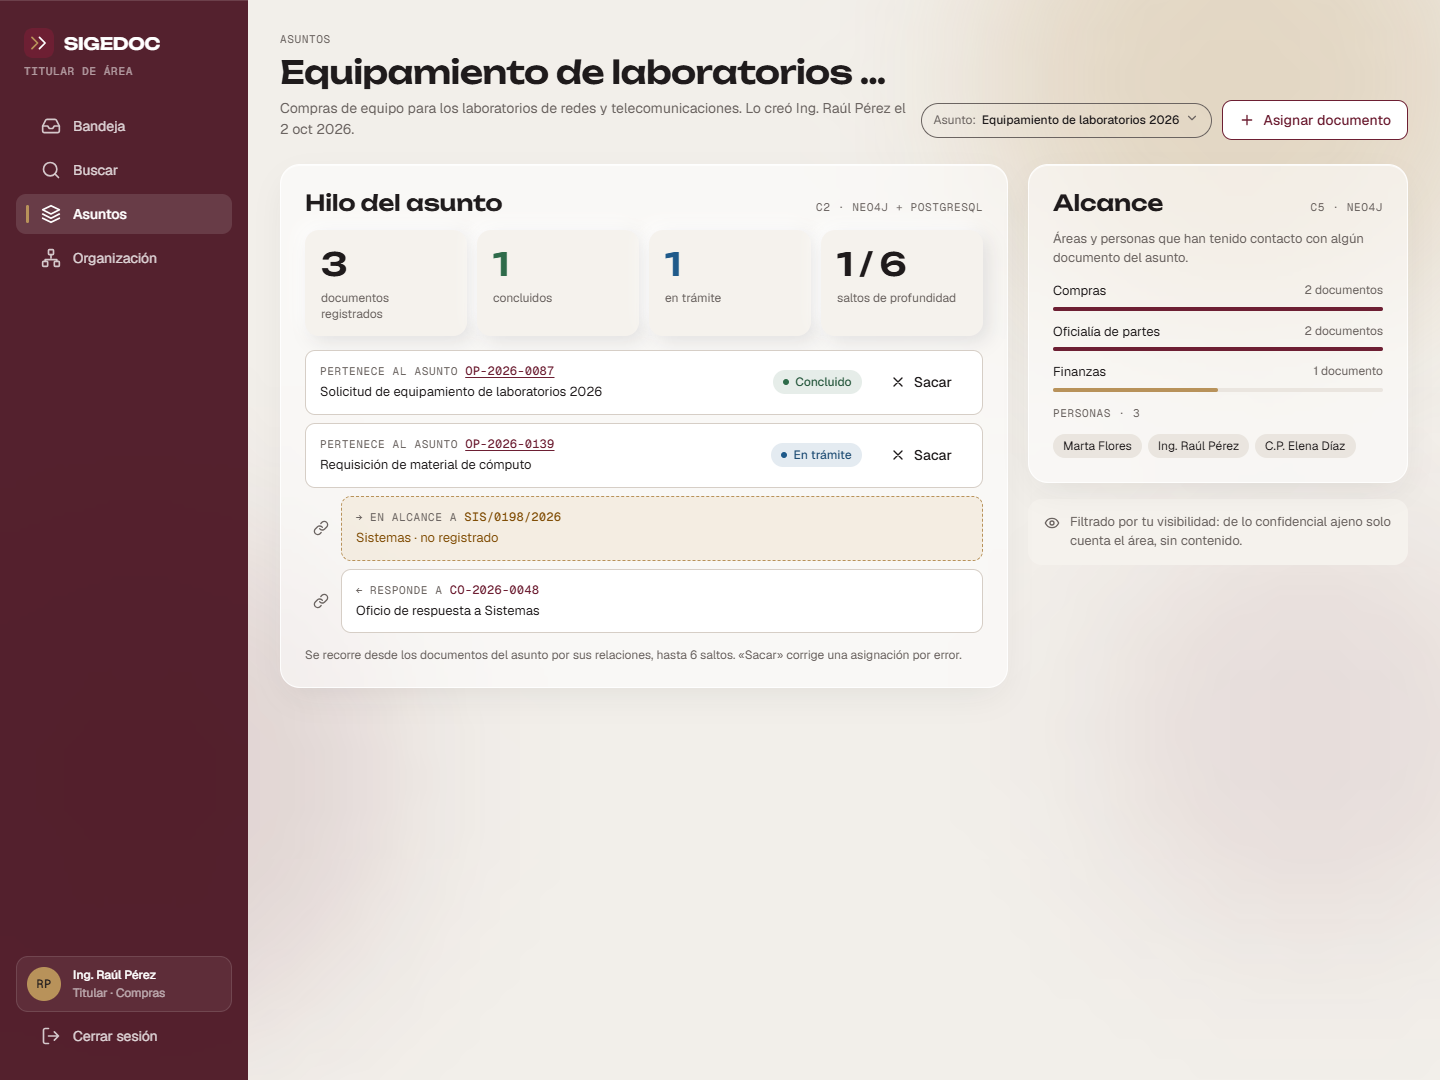 SIGEDOC
TITULAR DE ÁREA
Bandeja
Buscar
Asuntos
Organización
Ing. Raúl Pérez
RP
Titular · Compras
Cerrar sesión
ASUNTOS
Equipamiento de laboratorios ...
Compras de equipo para los laboratorios de redes y telecomunicaciones. Lo creó Ing. Raúl Pérez el
2 oct 2026.
Asunto: Equipamiento de laboratorios 2026
Asignar documento
Hilo del asunto
C2 · NEO4J + POSTGRESQL
3
documentos
registrados
1
concluidos
1
en trámite
1/6
saltos de profundidad
PERTENECE AL ASUNTO OP-2026-0087
Solicitud de equipamiento de laboratorios 2026
Concluido
Sacar
PERTENECE AL ASUNTO OP-2026-0139
Requisición de material de cómputo
En trámite
Sacar
→ EN ALCANCE A SIS/0198/2026
Sistemas · no registrado
← RESPONDE A CO-2026-0048
Oficio de respuesta a Sistemas
Se recorre desde los documentos del asunto por sus relaciones, hasta 6 saltos. «Sacar» corrige una asignación por error.
Alcance
C5 · NEO4J
Áreas y personas que han tenido contacto con algún
documento del asunto.
Compras
2 documentos
Oficialía de partes
2 documentos
Finanzas
1 documento
PERSONAS · 3
Marta Flores
Ing. Raúl Pérez
C.P. Elena Díaz
Filtrado por tu visibilidad: de lo confidencial ajeno solo
cuenta el área, sin contenido.